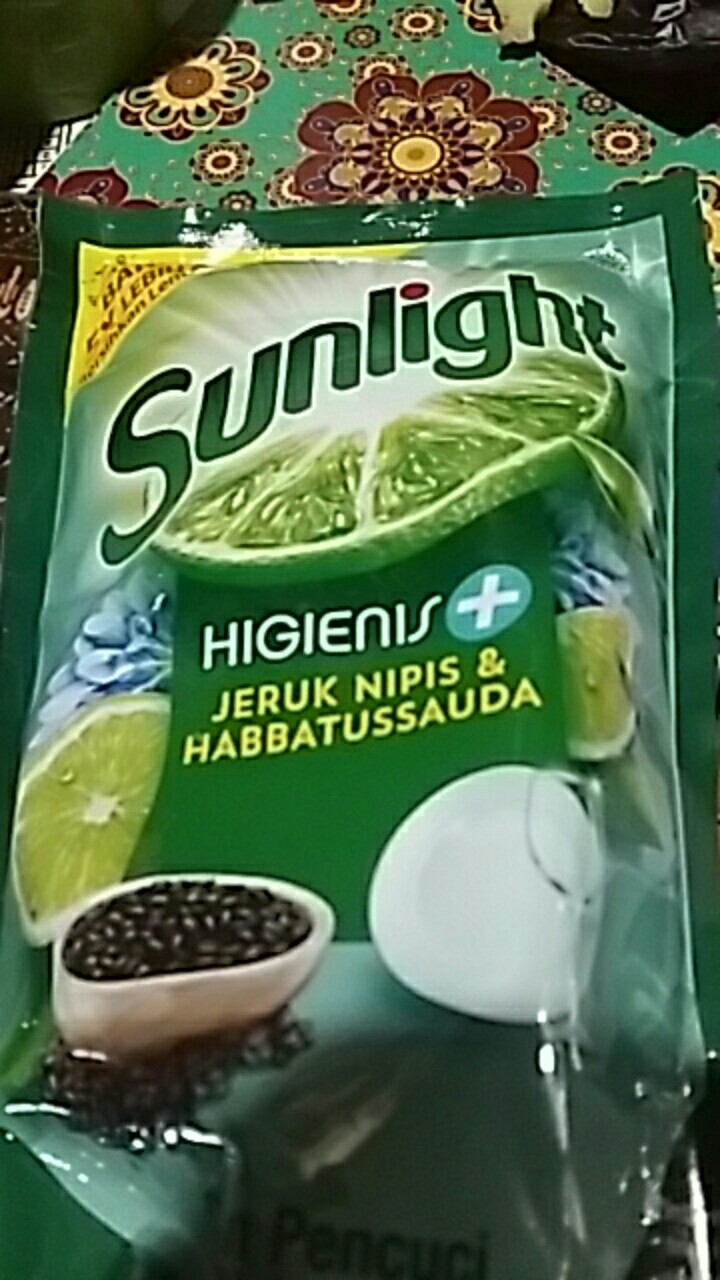 Sunlight
HIGIENIS +
JERUK NIPIS &
HABBATUSSAUDA
Pencuci